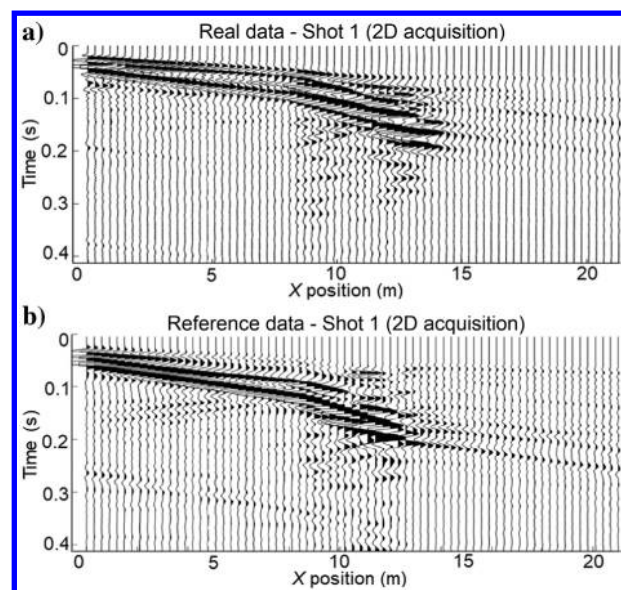 a)
Real data - Shot 1 (2D acquisition)
0
0.1
0.2
0.3
0.4
Time (s)
0 5 10 15 20
X position (m)
b)
Reference data - Shot 1 (2D acquisition)
0
0.1
0.2
0.3
0.4
Time (s)
0 5 10 15 20
X position (m)